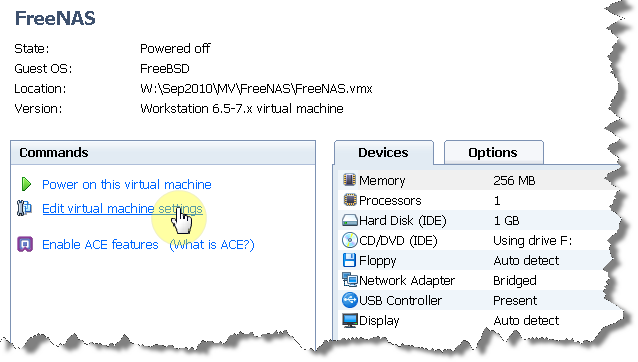 FreeNAS
State: Powered off
Guest OS: FreeBSD
Location: W:\Sep2010\MV\FreeNAS\FreeNAS.vmx
Version: Workstation 6.5-7.x virtual machine
Commands
Power on this virtual machine
Edit virtual machine settings
Enable ACE features (What is ACE?)
Devices Options
Memory 256 MB
Processors 1
Hard Disk (IDE) 1 GB
CD/DVD (IDE) Using drive F:
Floppy Auto detect
Network Adapter Bridged
USB Controller Present
Display Auto detect